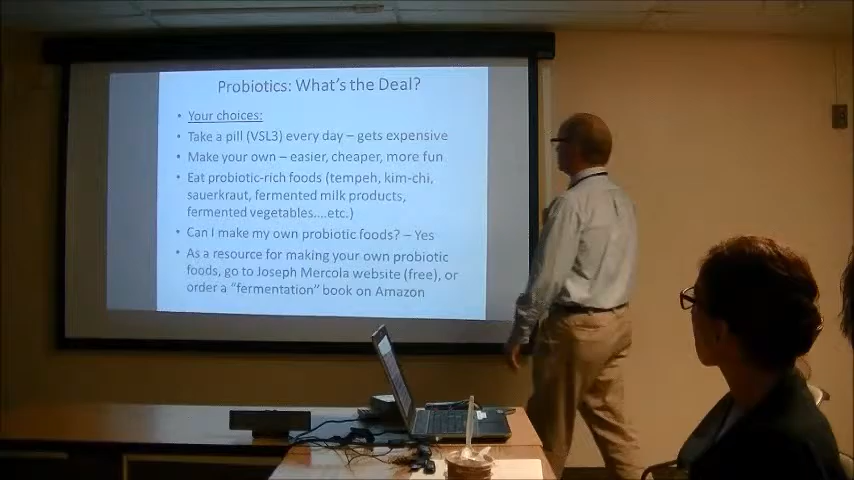 Probiotics: What's the Deal?
• Your choices:
• Take a pill (VSL3) every day – gets expensive
• Make your own – easier, cheaper, more fun
• Eat probiotic-rich foods (tempeh, kim-chi,
sauerkraut, fermented milk products,
fermented vegetables....etc.)
• Can I make my own probiotic foods? – Yes
• As a resource for making your own probiotic
foods, go to Joseph Mercola website (free), or
order a "fermentation" book on Amazon